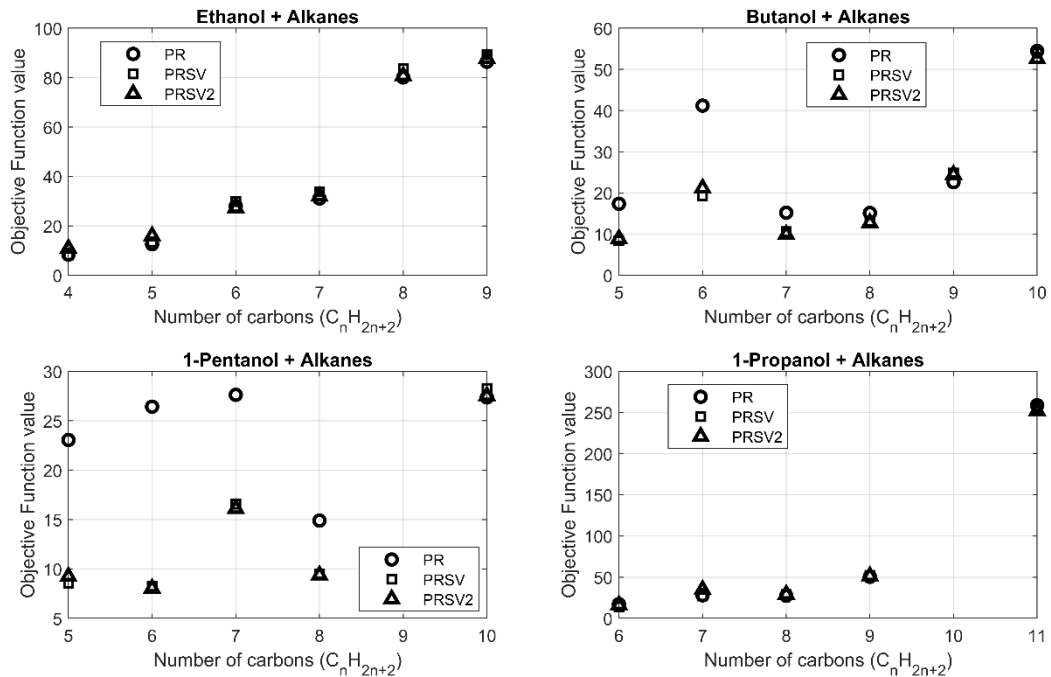 Ethanol + Alkanes
100
80
60
40
20
0
Objective Function value
PR
PRSV
PRSV2
4 5 6 7 8 9
Number of carbons (CnH2n+2)
Butanol + Alkanes
60
50
40
30
20
10
0
Objective Function value
PR
PRSV
PRSV2
5 6 7 8 9 10
Number of carbons (CnH2n+2)
1-Pentanol + Alkanes
30
25
20
15
10
5
Objective Function value
PR
PRSV
PRSV2
5 6 7 8 9 10
Number of carbons (CnH2n+2)
1-Propanol + Alkanes
300
250
200
150
100
50
0
Objective Function value
PR
PRSV
PRSV2
6 7 8 9 10 11
Number of carbons (CnH2n+2)